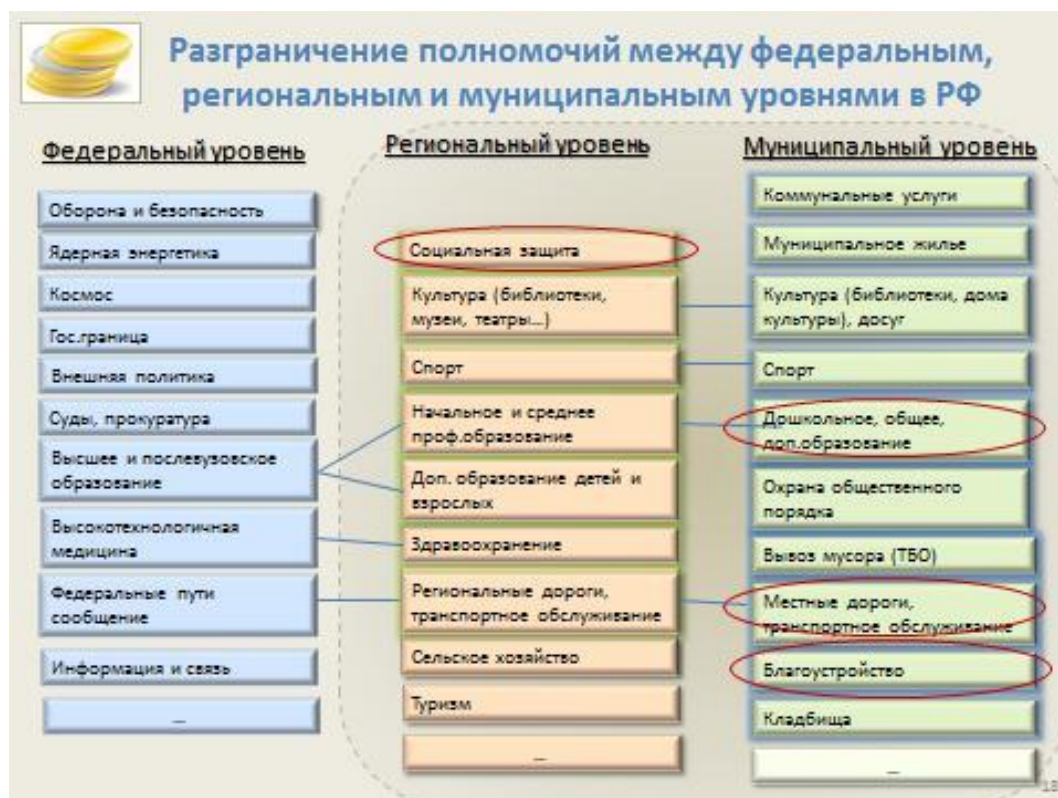 Разграничение полномочий между федеральным,
региональным и муниципальным уровнями в РФ
Федеральный уровень
Оборона и безопасность
Ядерная энергетика
Космос
Гос.граница
Внешняя политика
Суды, прокуратура
Высшее и послевузовское
образование
Высокотехнологичная
медицина
Федеральные пути
сообщение
Информация и связь
...
Региональный уровень
Социальная защита
Культура (библиотеки,
музеи, театры...)
Спорт
Начальное и среднее
проф.образование
Доп. образование детей и
взрослых
Здравоохранение
Региональные дороги,
транспортное обслуживание
Сельское хозяйство
Туризм
...
Муниципальный уровень
Коммунальные услуги
Муниципальное жилье
Культура (библиотеки, дома
культуры), досуг
Спорт
Дошкольное, общее,
доп.образование
Охрана общественного
порядка
Вывоз мусора (ТБО)
Местные дороги,
транспортное обслуживание
Благоустройство
Кладбища
...